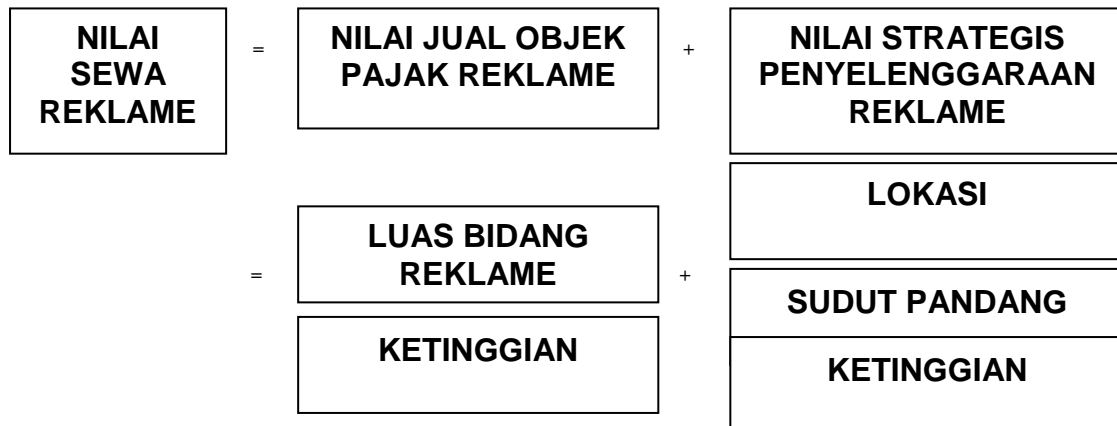 NILAI
SEWA
REKLAME
=
NILAI JUAL OBJEK
PAJAK REKLAME
+
NILAI STRATEGIS
PENYELENGGARAAN
REKLAME
=
LUAS BIDANG
REKLAME
KETINGGIAN
+
LOKASI
SUDUT PANDANG
KETINGGIAN